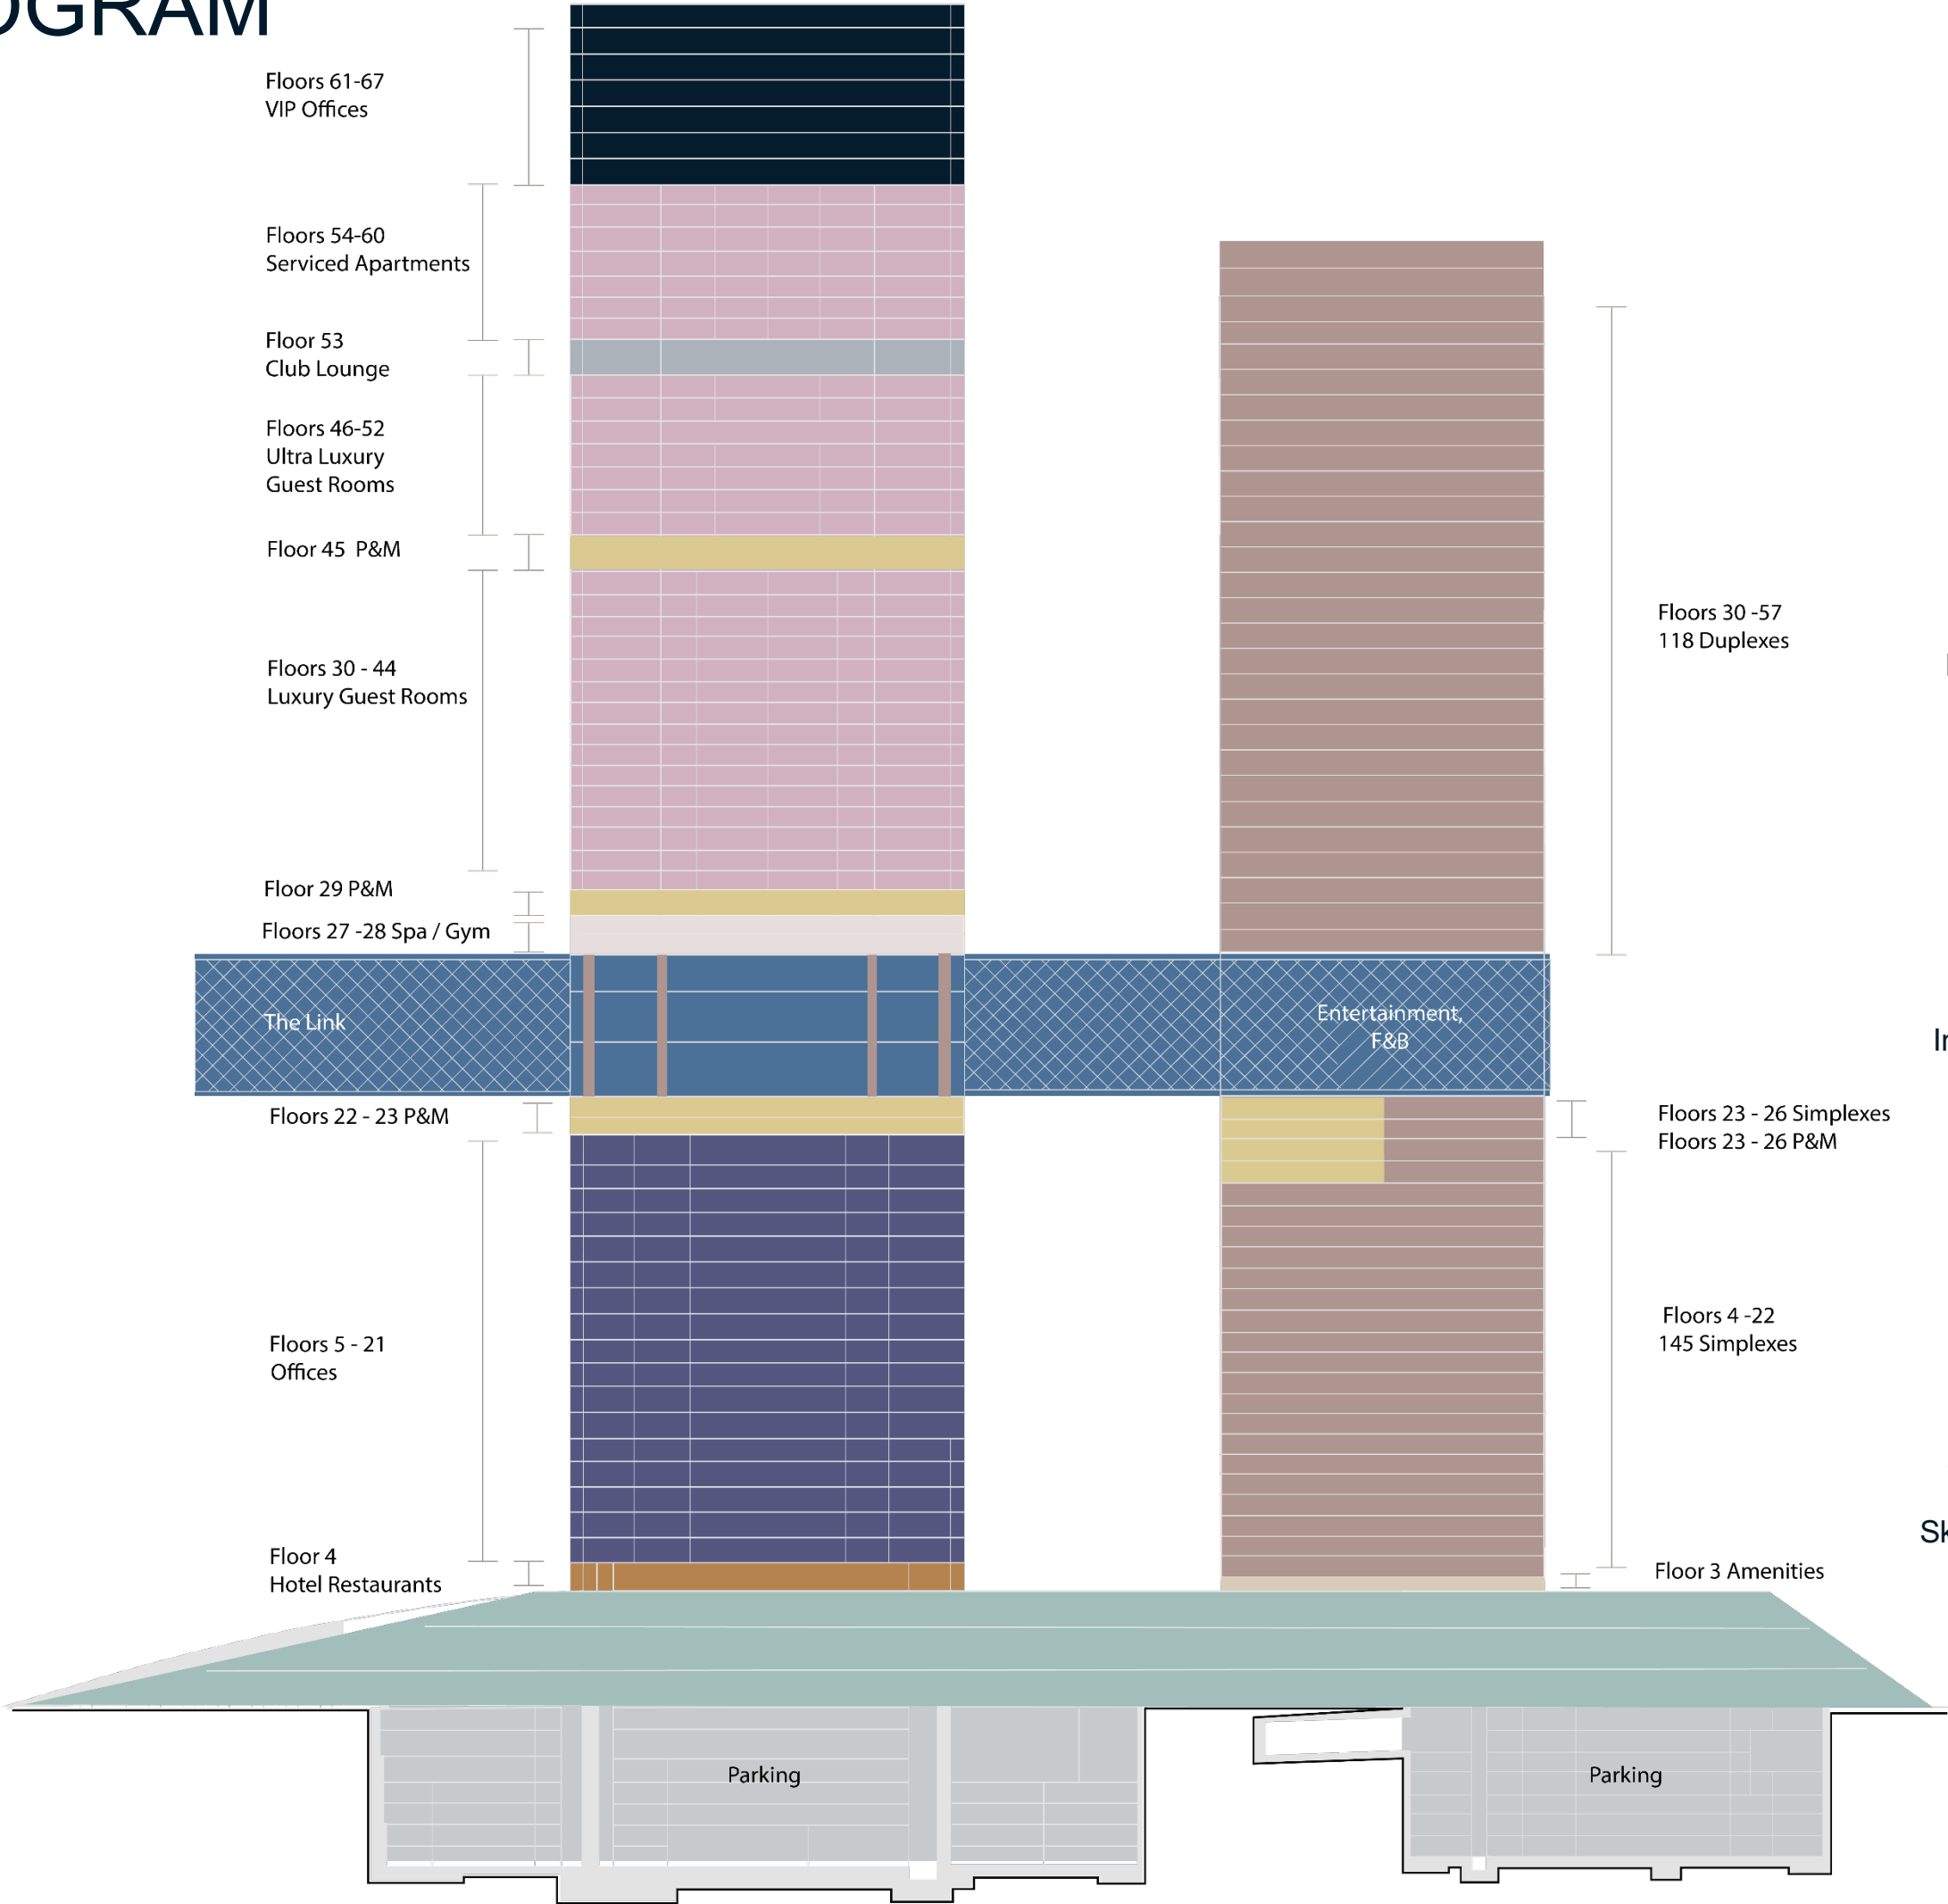 OGRAM
Floors 61-67
VIP Offices
Floors 54-60
Serviced Apartments
Floor 53
Club Lounge
Floors 46-52
Ultra Luxury
Guest Rooms
Floor 45 P&M
Floors 30 - 44
Luxury Guest Rooms
Floor 29 P&M
Floors 27 -28 Spa / Gym
The Link
Floors 22 - 23 P&M
Floors 5 - 21
Offices
Floor 4
Hotel Restaurants
Floors 30 -57
118 Duplexes
Entertainment,
F&B
Floors 23 - 26 Simplexes
Floors 23 - 26 P&M
Floors 4 -22
145 Simplexes
Floor 3 Amenities
Parking
Parking
Sk